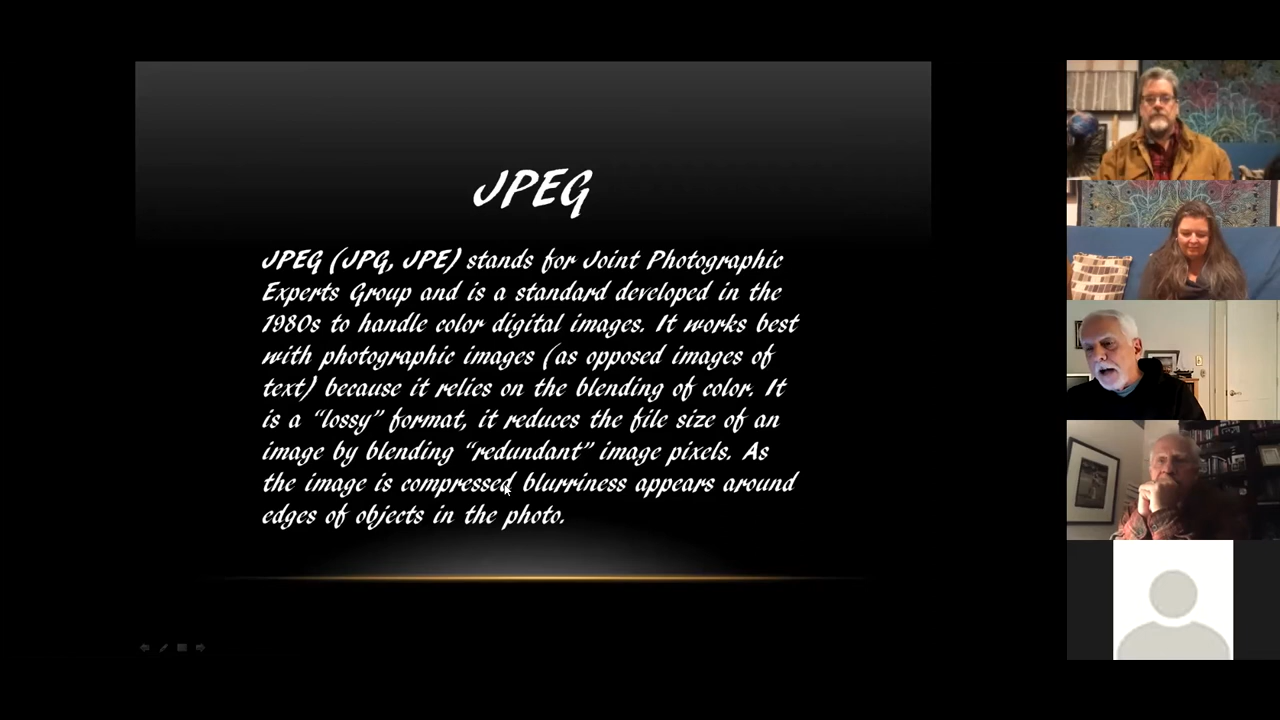 JPEG
JPEG (JPG, JPE) stands for Joint Photographic
Experts Group and is a standard developed in the
1980s to handle color digital images. It works best
with photographic images (as opposed images of
text) because it relies on the blending of color. It
is a “lossy” format, it reduces the file size of an
image by blending “redundant” image pixels. As
the image is compressed blurriness appears around
edges of objects in the photo.